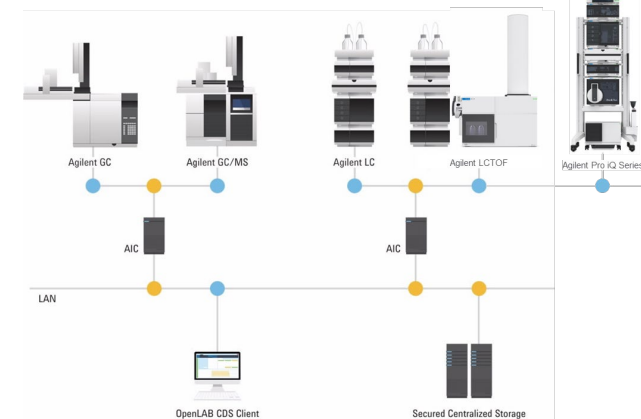 Agilent GC
Agilent GC/MS
Agilent LC
Agilent LCTOF
Agilent Pro iQ Series
AIC
AIC
LAN
OpenLAB CDS Client
Secured Centralized Storage